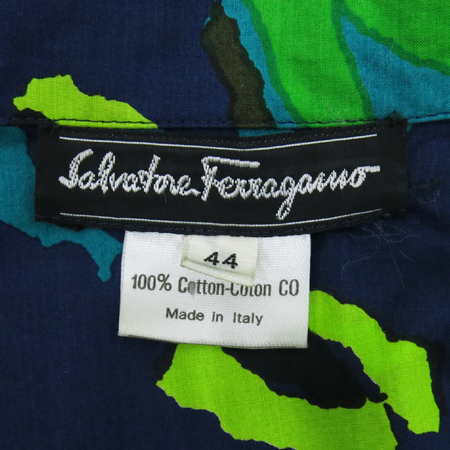 Salvatore Ferragamo
44
100% Cotton-Coton CO
Made in Italy